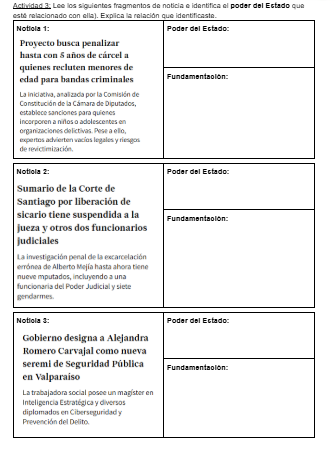 Actividad 3: Lee los siguientes fragmentos de noticia e identifica el poder del Estado que
esté relacionado con ella). Explica la relación que identificaste.
Noticia 1:
Proyecto busca penalizar
hasta con 5 años de cárcel a
quienes recluten menores de
edad para bandas criminales
La iniciativa, analizada por la Comisión de
Constitución de la Cámara de Diputados,
establece sanciones para quienes
incorporen a niños o adolescentes en
organizaciones delictivas. Pese a ello,
expertos advierten vacíos legales y riesgos
de revictimización.
Poder del Estado:
Fundamentación:
Noticia 2:
Sumario de la Corte de
Santiago por liberación de
sicario tiene suspendida a la
jueza y otros dos funcionarios
judiciales
La investigación penal de la excarcelación
errónea de Alberto Mejía hasta ahora tiene
nueve imputados, incluyendo a una
funcionaria del Poder Judicial y siete
gendarmes.
Poder del Estado:
Fundamentación:
Noticia 3:
Gobierno designa a Alejandra
Romero Carvajal como nueva
seremi de Seguridad Pública
en Valparaíso
La trabajadora social posee un magíster en
Inteligencia Estratégica y diversos
diplomados en Ciberseguridad y
Prevención del Delito.
Poder del Estado:
Fundamentación: